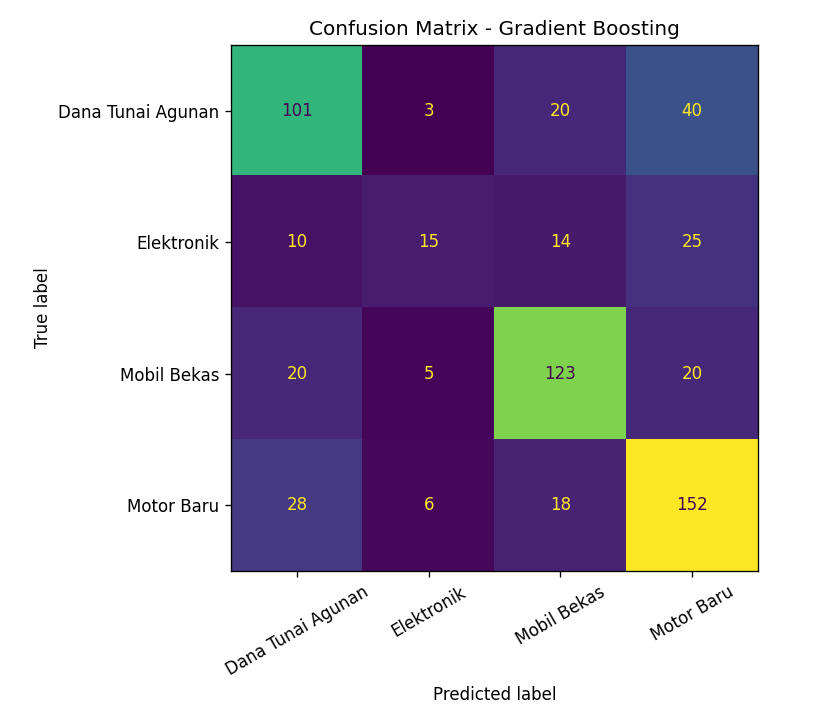 Confusion Matrix - Gradient Boosting
Dana Tunai Agunan 101 3 20 40
Elektronik 10 15 14 25
Mobil Bekas 20 5 123 20
Motor Baru 28 6 18 152
True label
Dana Tunai Agunan Elektronik Mobil Bekas Motor Baru
Predicted label